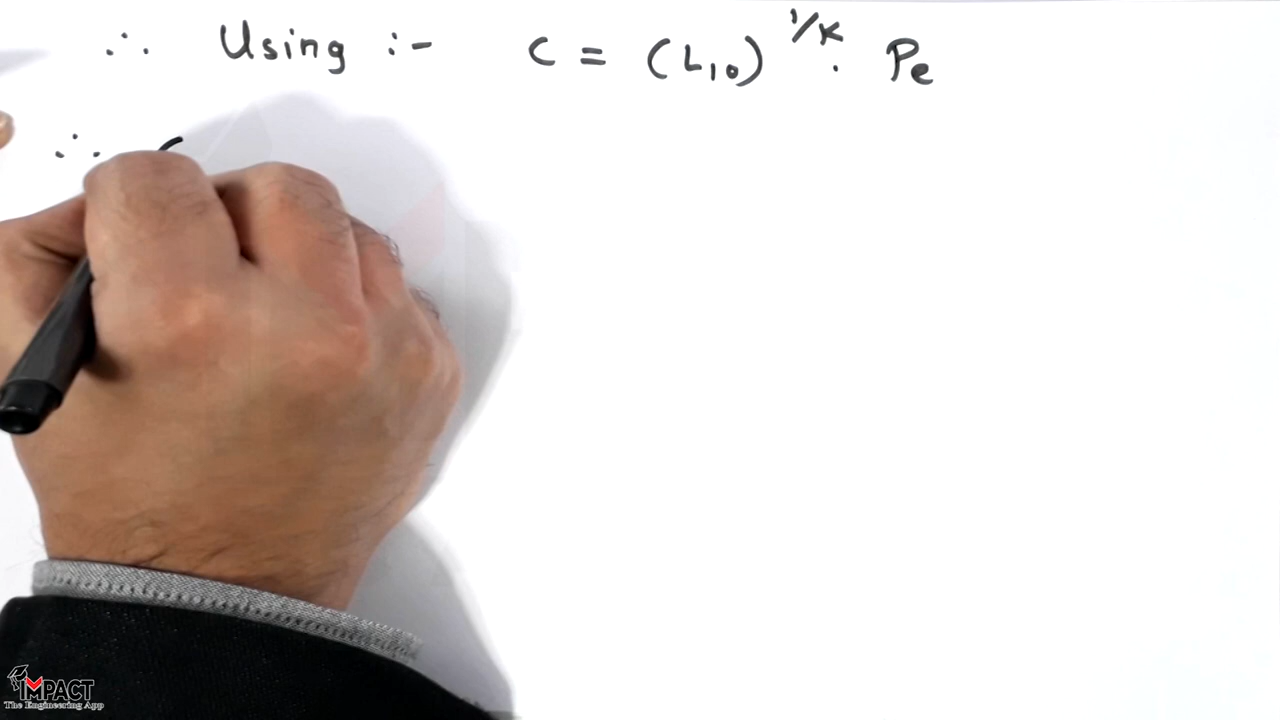 ∴ Using :- C = (L₁₀)^1/K . Pe
∴
IMPACT
The Engineering App